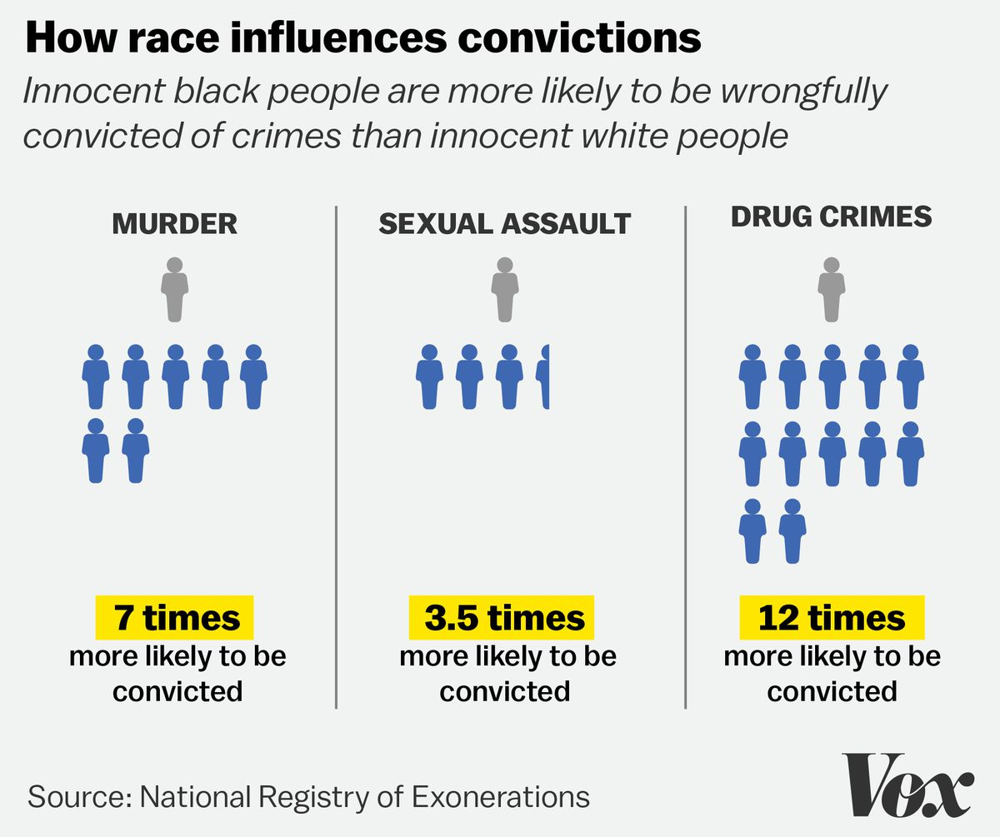 How race influences convictions
Innocent black people are more likely to be wrongfully
convicted of crimes than innocent white people
MURDER
7 times
more likely to be
convicted
SEXUAL ASSAULT
3.5 times
more likely to be
convicted
DRUG CRIMES
12 times
more likely to be
convicted
Source: National Registry of Exonerations
Vox